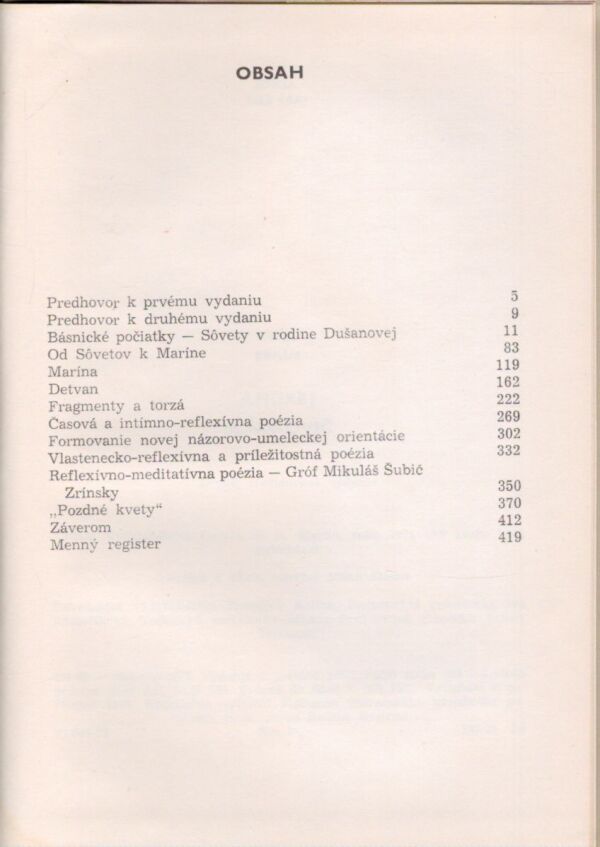 OBSAH
Predhovor k prvému vydaniu 5
Predhovor k druhému vydaniu 9
Básnické počiatky — Sôvety v rodine Dušanovej 11
Od Sôvetov k Maríne 83
Marína 119
Detvan 162
Fragmenty a torzá 222
Časová a intímno-reflexívna poézia 269
Formovanie novej názorovo-umeleckej orientácie 302
Vlastenecko-reflexívna a príležitostná poézia 332
Reflexívno-meditatívna poézia — Gróf Mikuláš Šubič
Zrínsky 350
„Pozdné kvety“ 370
Záverom 412
Menný register 419